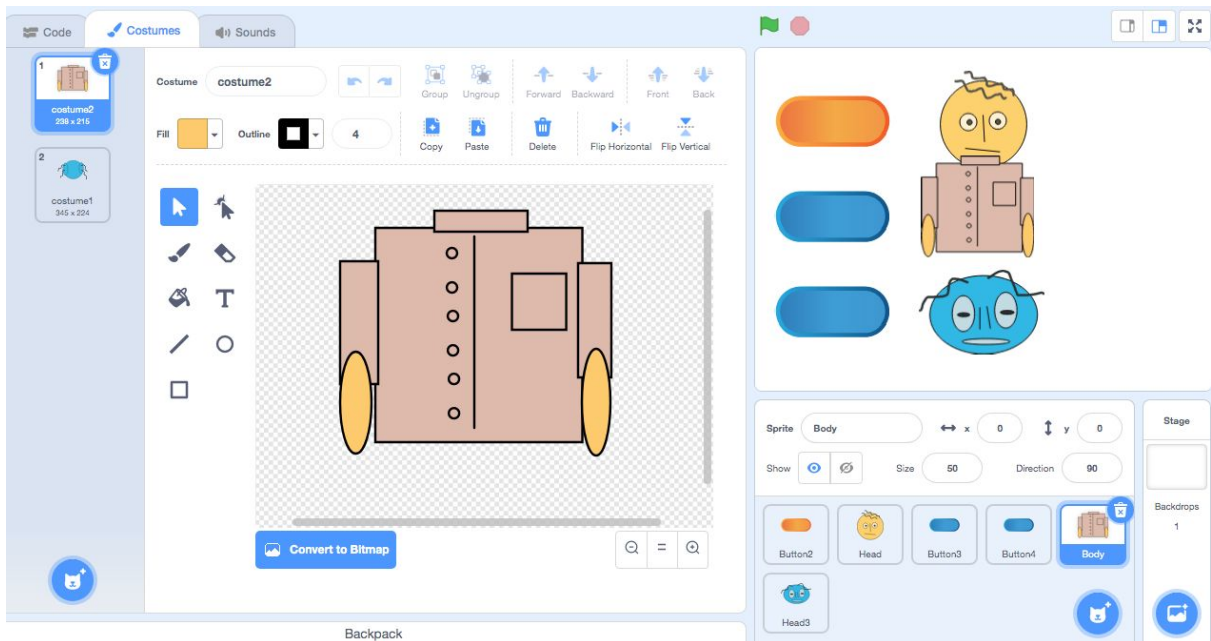 Code
Costumes
Sounds
1
costume2
238 x 215
2
costume1
345 x 224
Costume costume2
Group Ungroup Forward Backward Front Back
Fill Outline 4
Copy Paste Delete Flip Horizontal Flip Vertical
T
Convert to Bitmap
Backpack
Sprite Body x 0 y 0
Show Size 50 Direction 90
Button2 Head Button3 Button4 Body
Head3
Stage
Backdrops
1